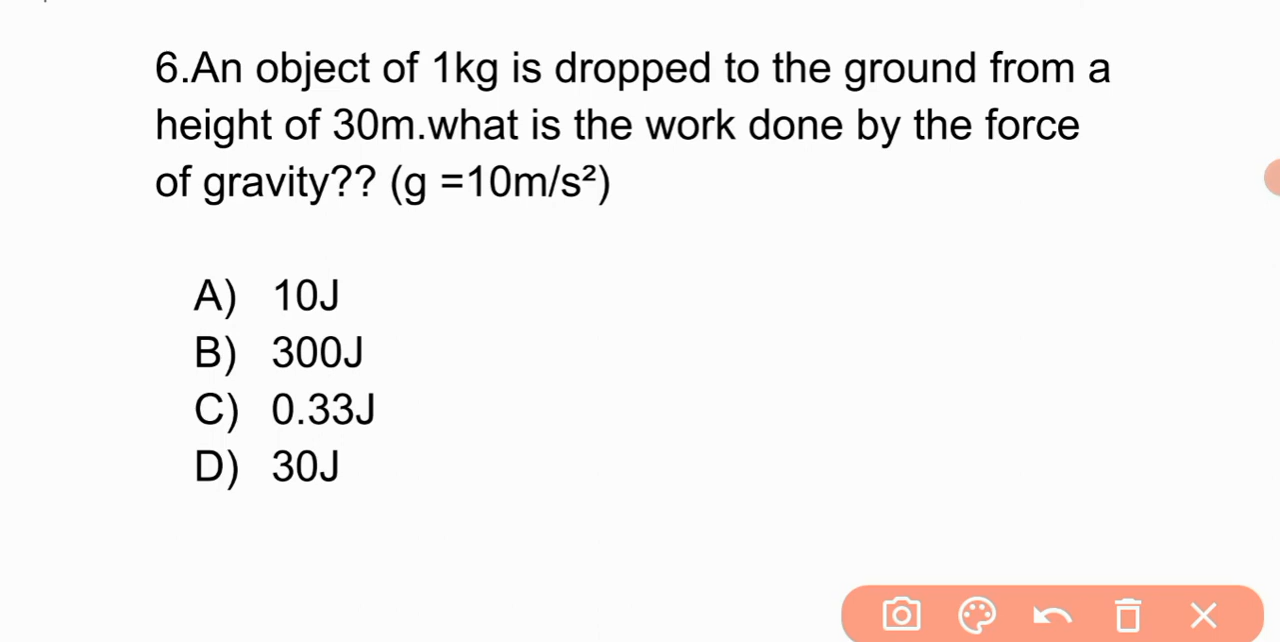 6.An object of 1kg is dropped to the ground from a
height of 30m.what is the work done by the force
of gravity?? (g =10m/s²)
A) 10J
B) 300J
C) 0.33J
D) 30J